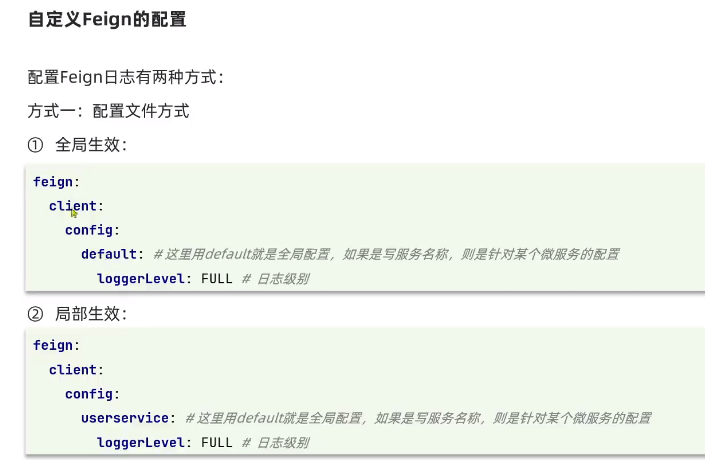 自定义Feign的配置
配置Feign日志有两种方式：
方式一：配置文件方式
① 全局生效：
feign:
  client:
    config:
      default: #这里用default就是全局配置，如果是写服务名称，则是针对某个微服务的配置
        loggerLevel: FULL # 日志级别
② 局部生效：
feign:
  client:
    config:
      userservice: #这里用default就是全局配置，如果是写服务名称，则是针对某个微服务的配置
        loggerLevel: FULL # 日志级别